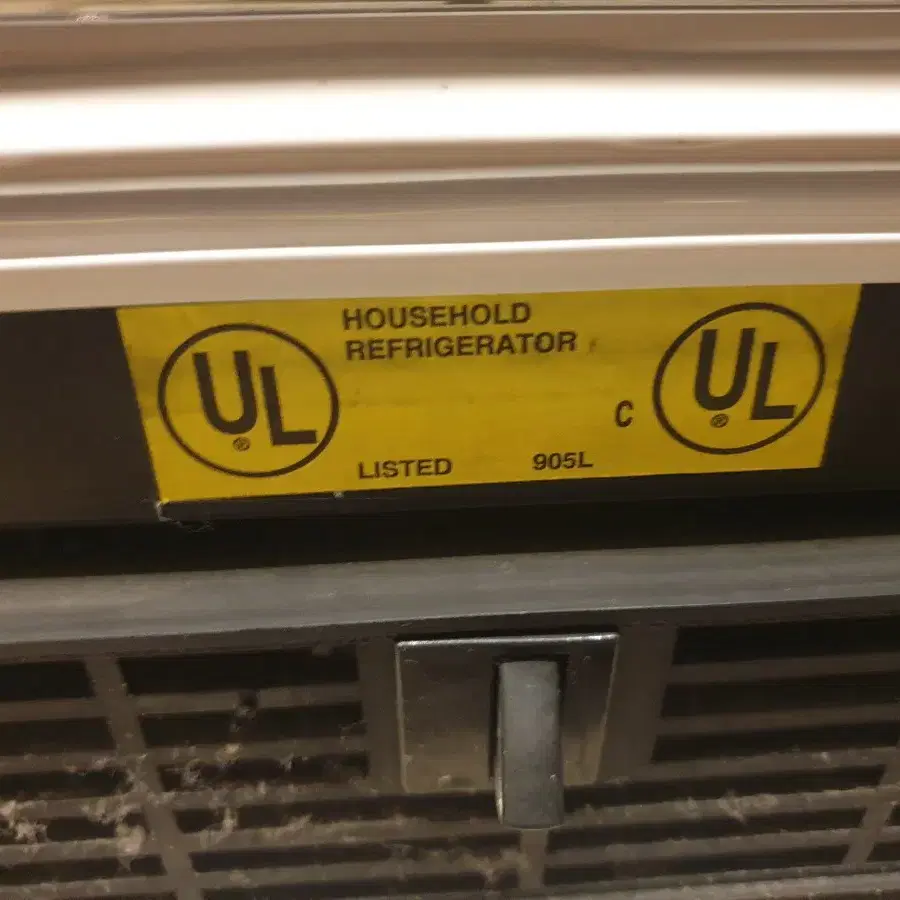 UL®
HOUSEHOLD
REFRIGERATOR
LISTED 905L
C UL®